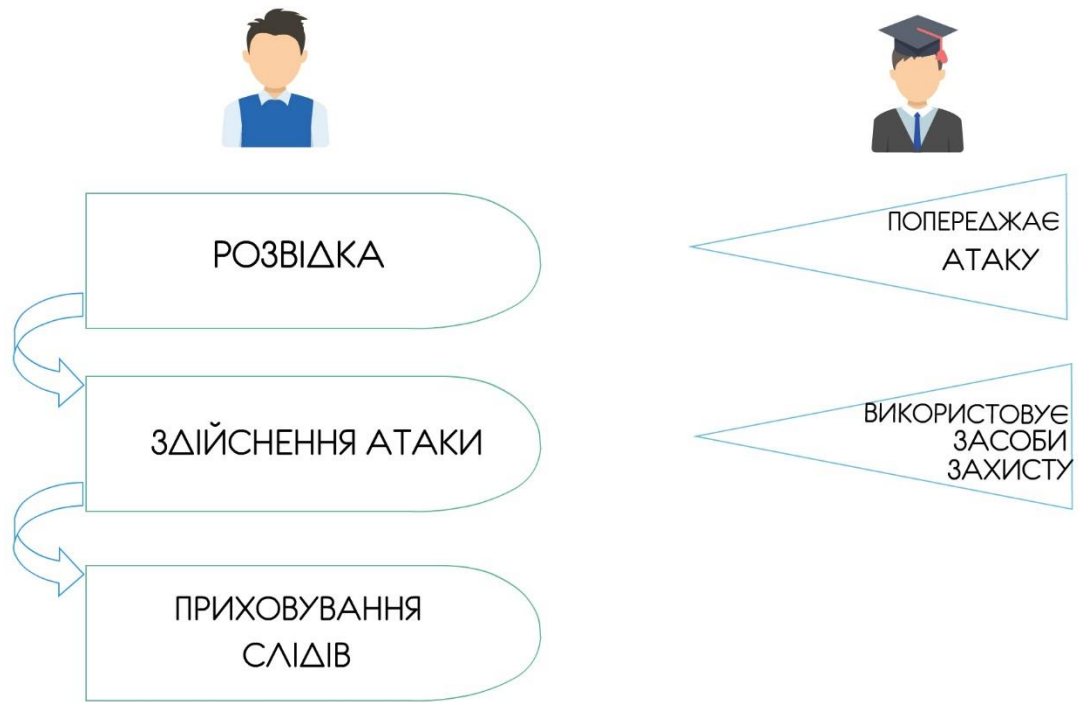 РОЗВІДКА
ПОПЕРЕДЖАЄ
АТАКУ
ЗДІЙСНЕННЯ АТАКИ
ВИКОРИСТОВУЄ
ЗАСОБИ
ЗАХИСТУ
ПРИХОВУВАННЯ
СЛІДІВ